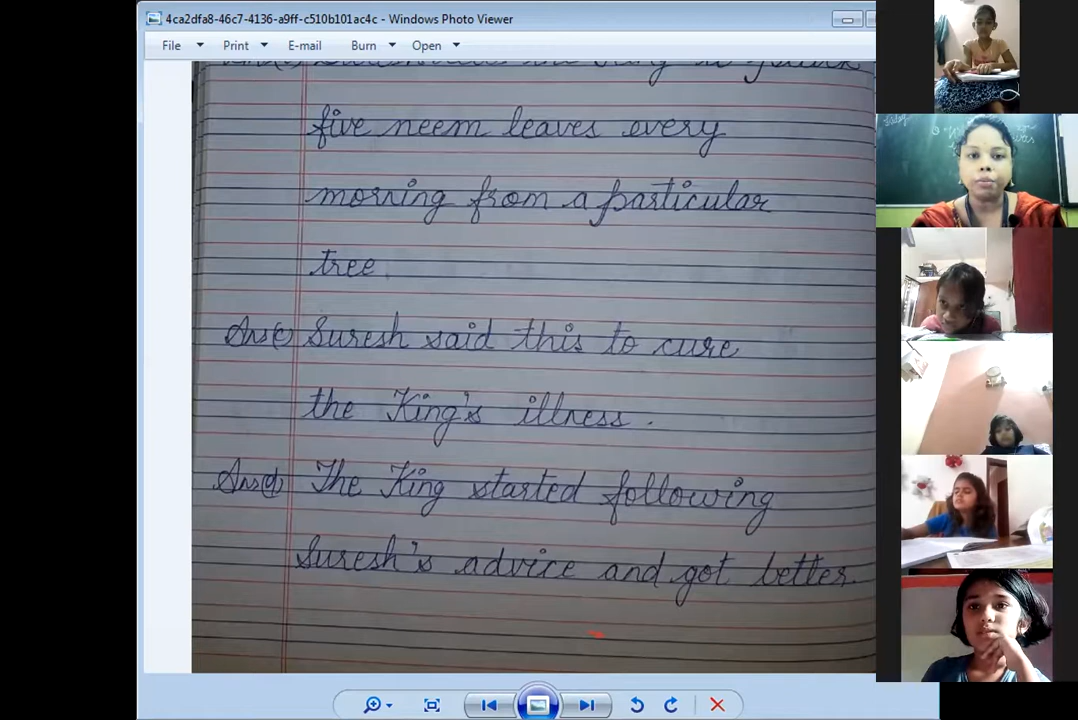 4ca2dfa8-46c7-4136-a9ff-c510b101ac4c - Windows Photo Viewer
File Print E-mail Burn Open
five neem leaves every
morning from a particular
tree.
Ans(c) Suresh said this to cure
the King's illness.
Ans(d) The King started following
Suresh's advice and got better.